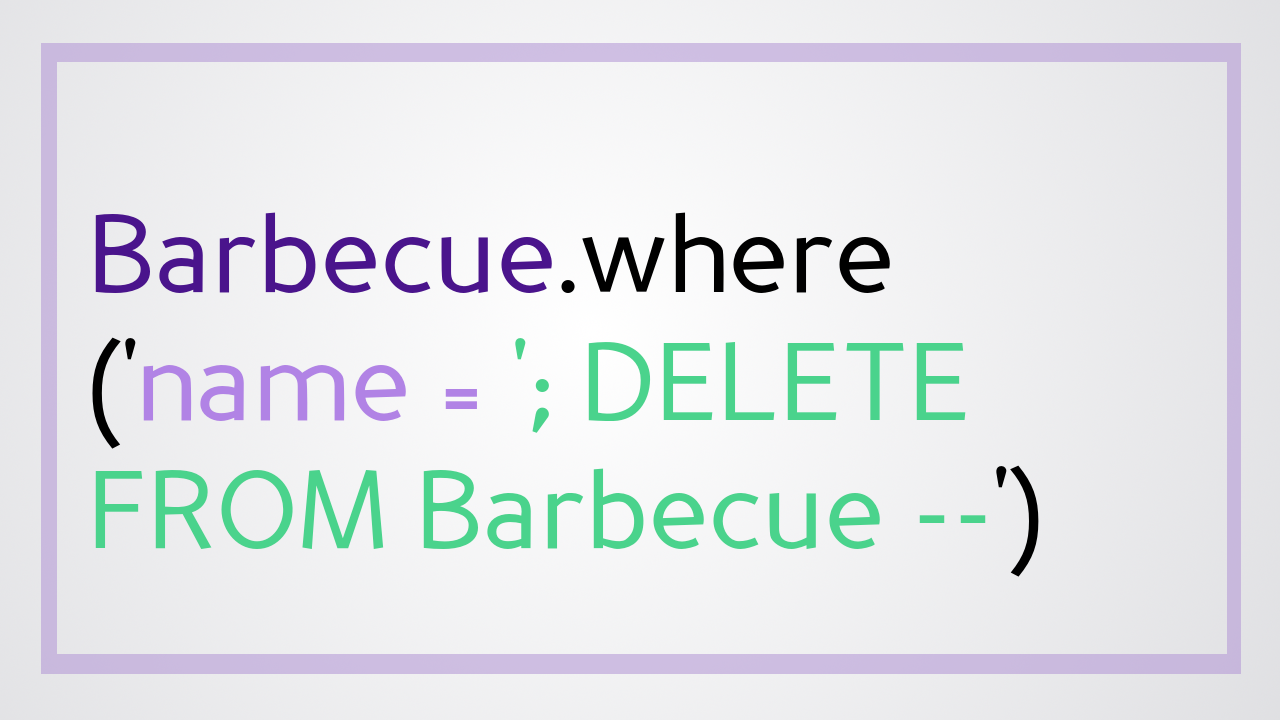 Barbecue.where
('name = '; DELETE
FROM Barbecue --')